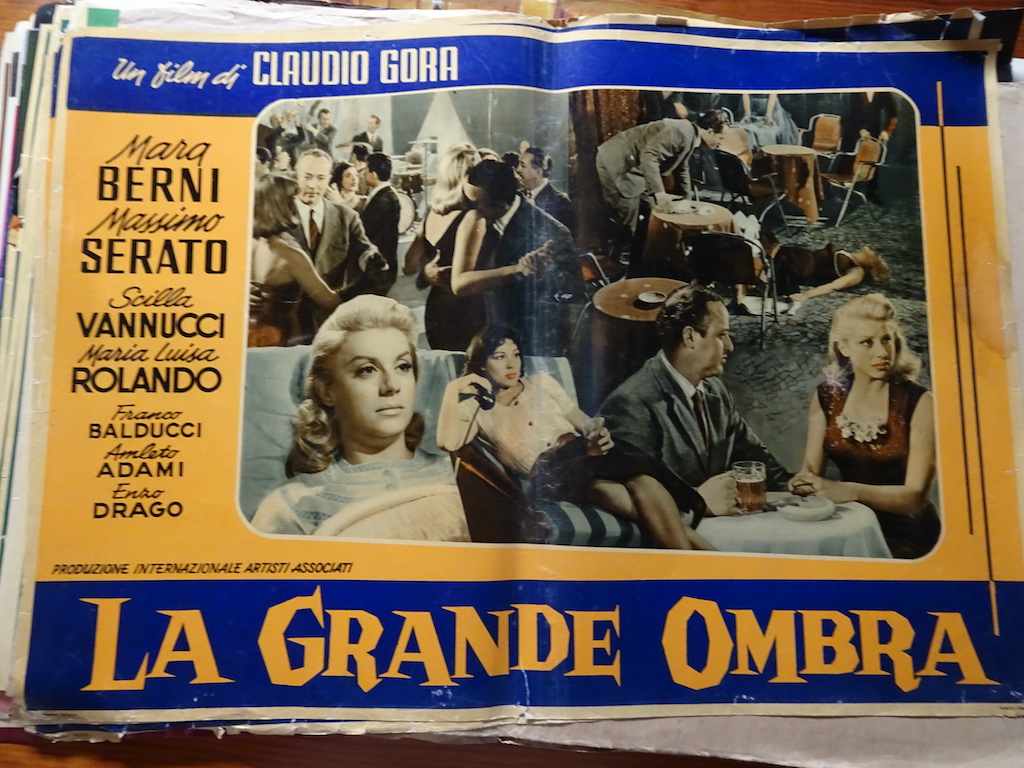 Un film di CLAUDIO GORA
Mara
BERNI
Massimo
SERATO
Scilla
VANNUCCI
Maria Luisa
ROLANDO
Franco
BALDUCCI
Amleto
ADAMI
Enzo
DRAGO
PRODUZIONE INTERNAZIONALE ARTISTI ASSOCIATI
LA GRANDE OMBRA